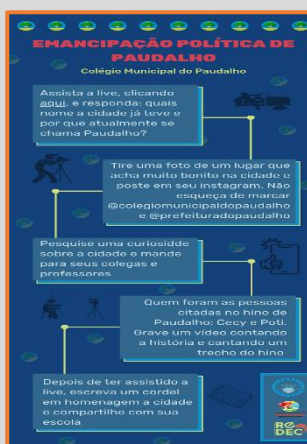 EMANCIPAÇÃO POLÍTICA DE
PAUDALHO
Colégio Municipal do Paudalho
Assista a live, clicando
aqui, e responda: quais
nome a cidade já teve e
por que atualmente se
chama Paudalho?
Tire uma foto de um lugar que
acha muito bonito na cidade e
poste em seu instagram. Não
esqueça de marcar
@colegiomunicipaldopaudalho
e @prefeituradopaudalho
Pesquise uma curiosidde
sobre a cidade e mande
para seus colegas e
professores
Quem foram as pessoas
citadas no hino de
Paudalho: Cecy e Poti.
Grave um vídeo contando
a história e cantando um
trecho do hino
Depois de ter assistido a
live, escreva um cordel
em homenagem a cidade
e compartilhe com sua
escola